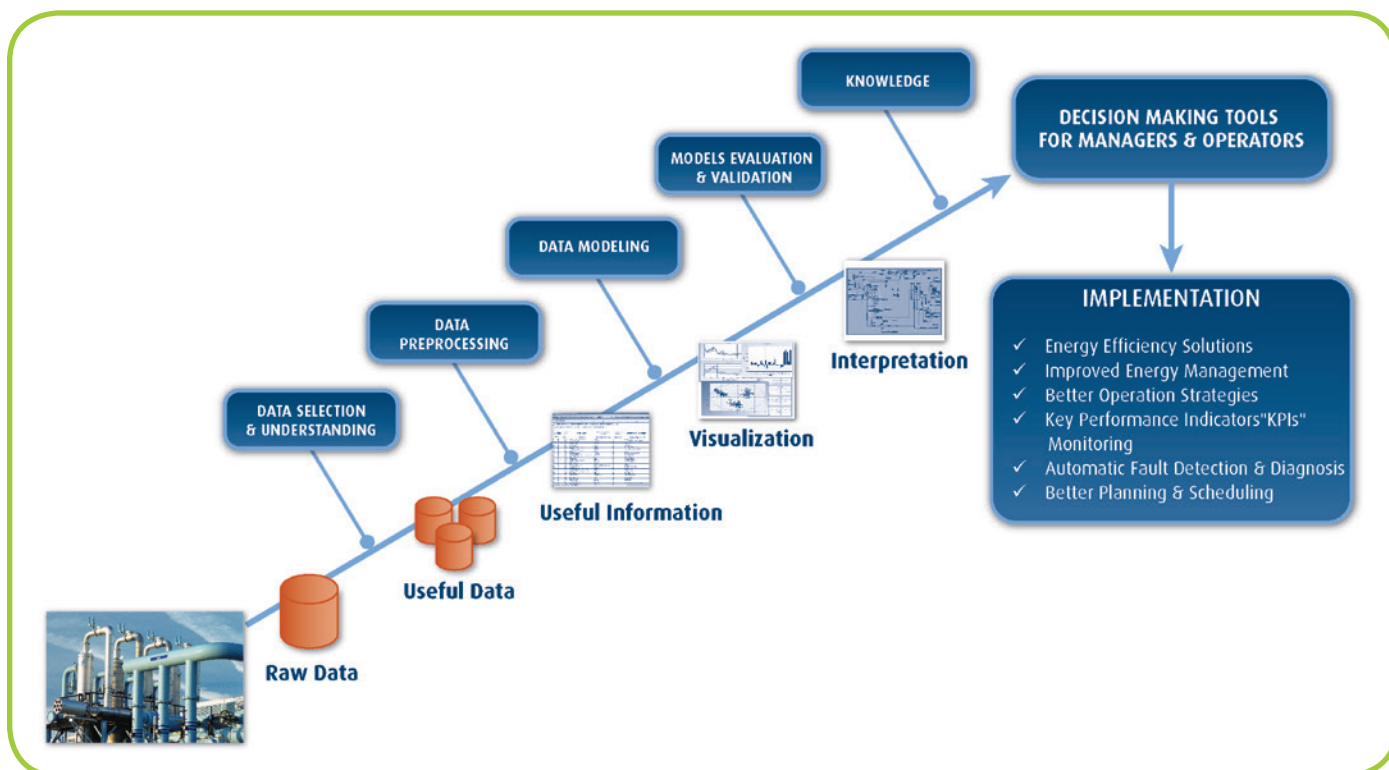 KNOWLEDGE
DECISION MAKING TOOLS
FOR MANAGERS & OPERATORS
MODELS EVALUATION
& VALIDATION
DATA MODELING
DATA
PREPROCESSING
DATA SELECTION
& UNDERSTANDING
Raw Data
Useful Data
Useful Information
Visualization
Interpretation
IMPLEMENTATION
✓ Energy Efficiency Solutions
✓ Improved Energy Management
✓ Better Operation Strategies
✓ Key Performance Indicators"KPIs"
Monitoring
✓ Automatic Fault Detection & Diagnosis
✓ Better Planning & Scheduling